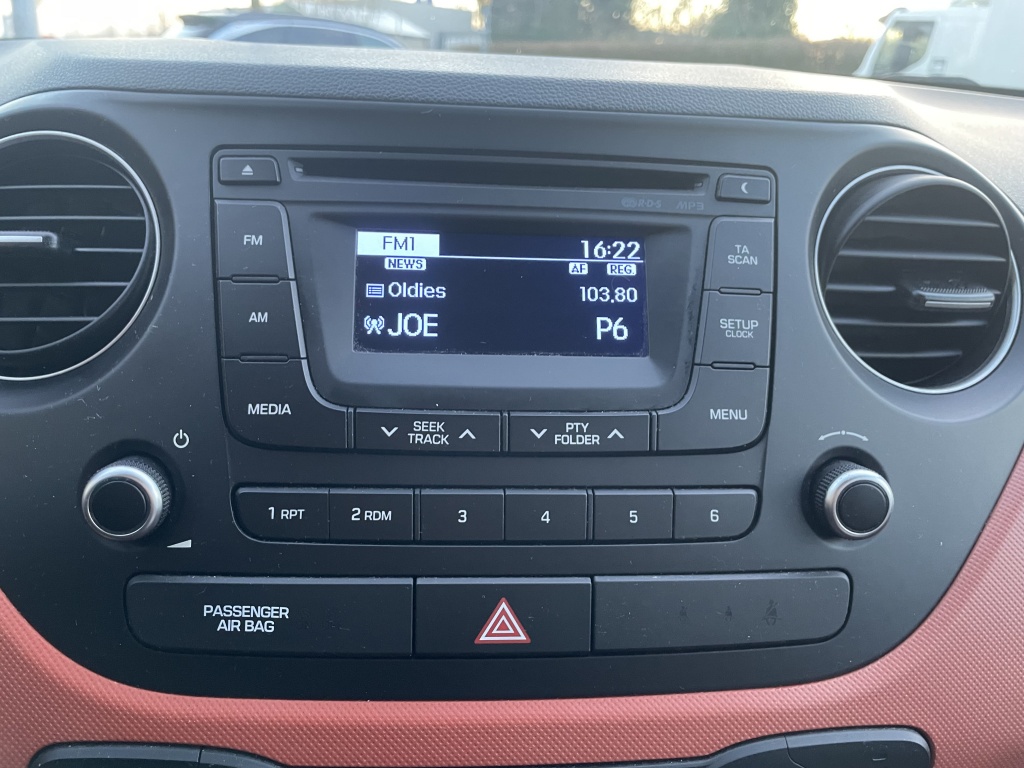 R·D·S MP3
FM
FM1 16:22
NEWS AF REG
Oldies 103.80
JOE P6
TA
SCAN
AM
SETUP
CLOCK
MEDIA
SEEK
TRACK
PTY
FOLDER
MENU
1 RPT 2 RDM 3 4 5 6
PASSENGER
AIR BAG